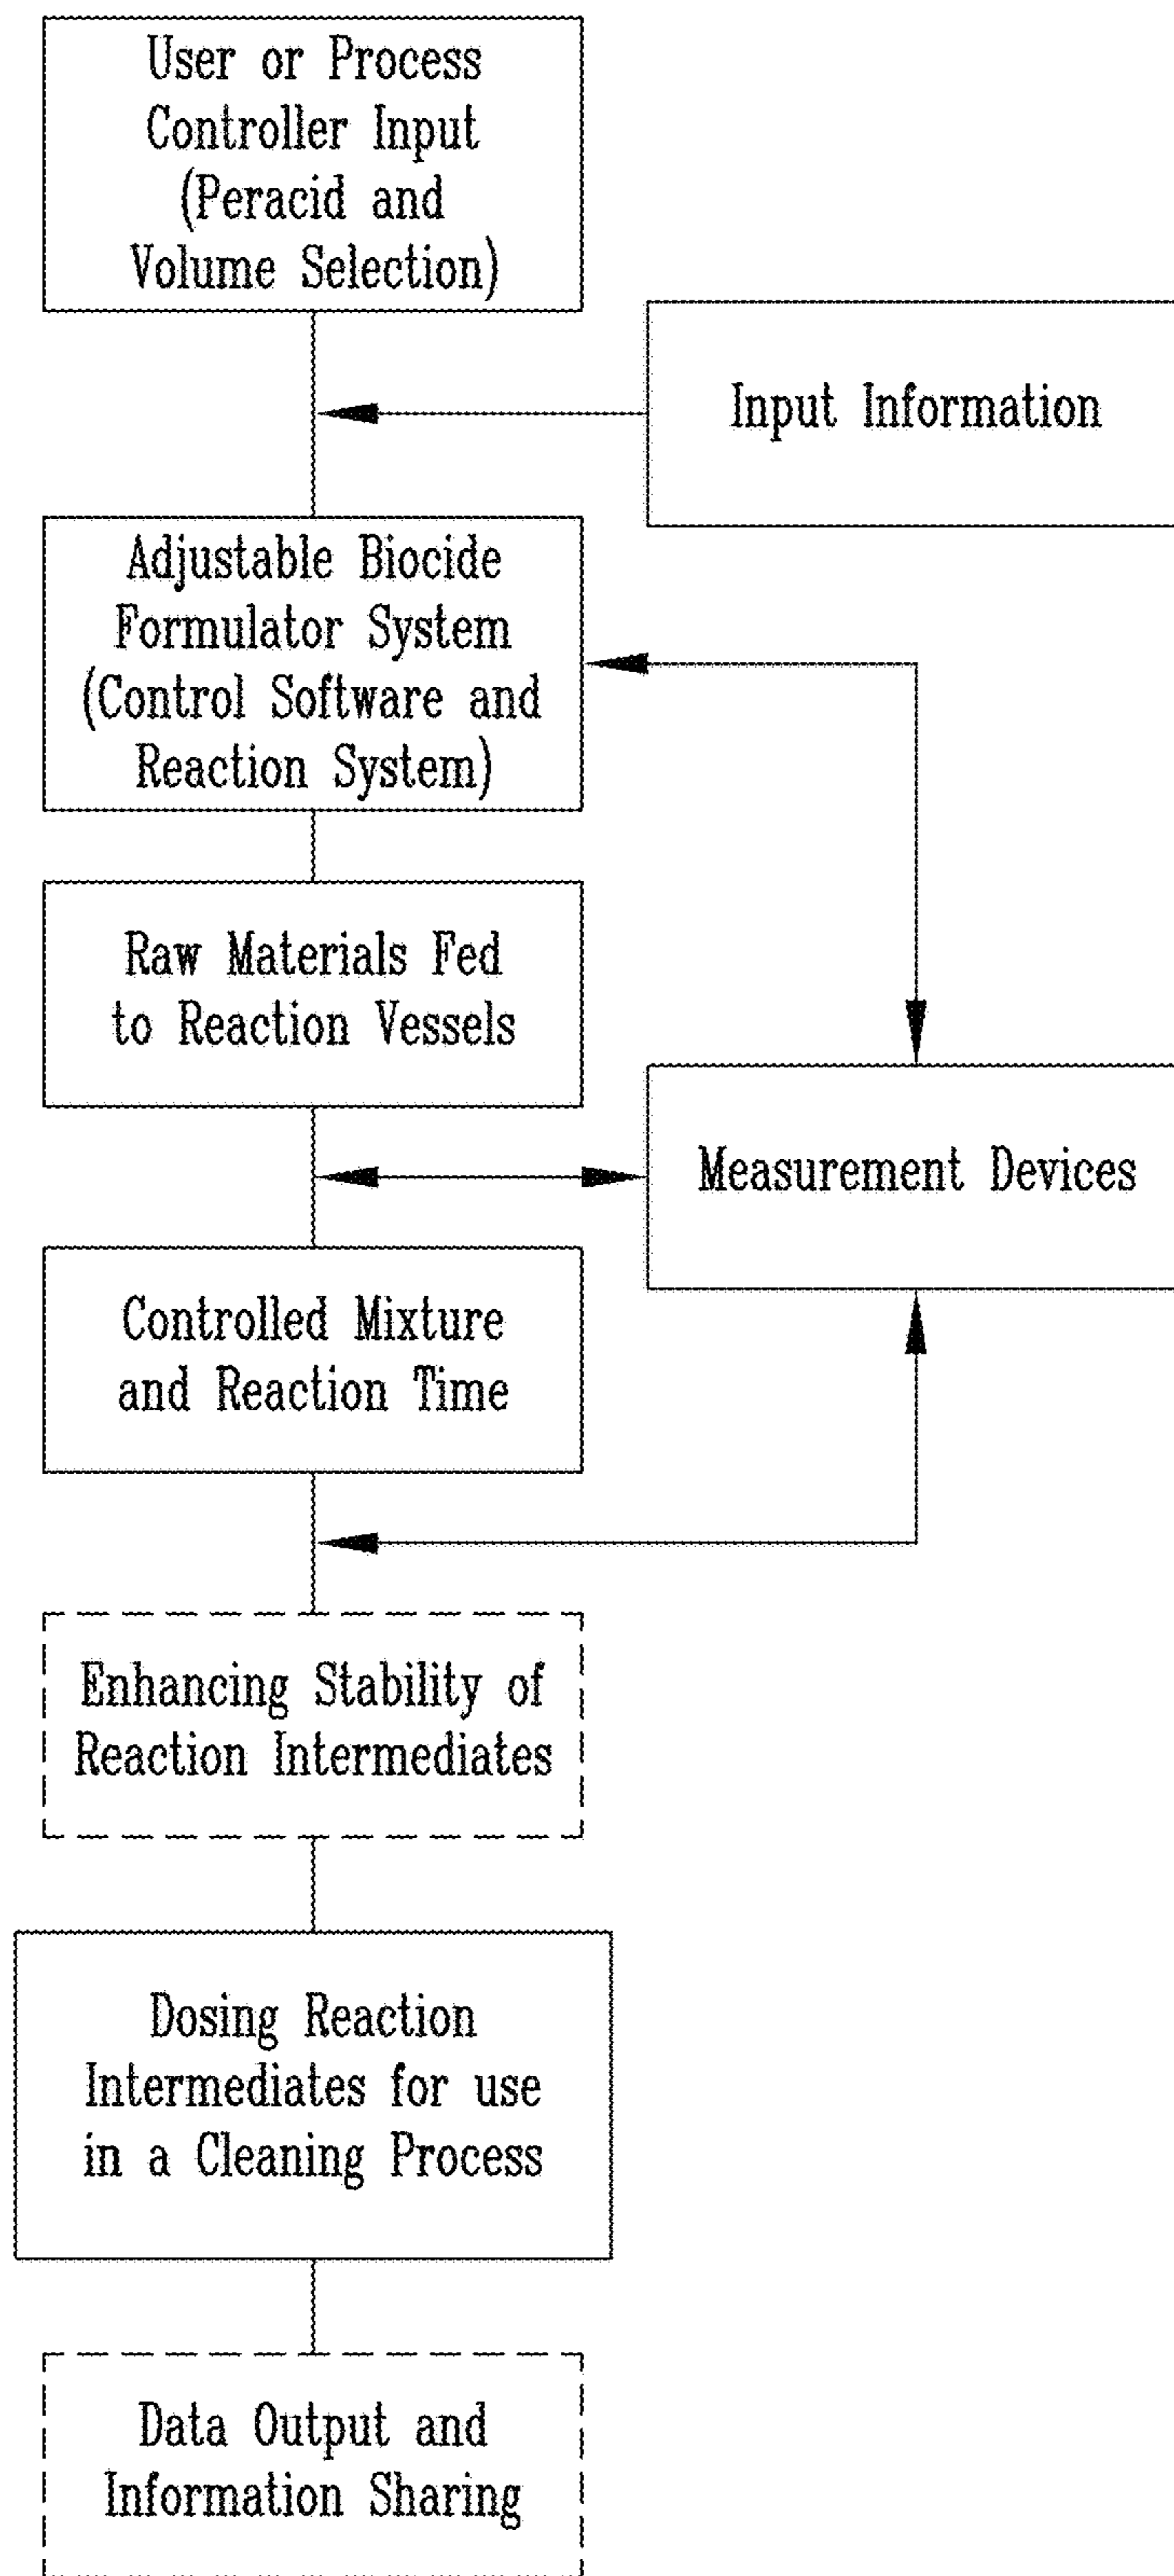 User or Process
Controller Input
(Peracid and
Volume Selection)
Input Information
Adjustable Biocide
Formulator System
(Control Software and
Reaction System)
Raw Materials Fed
to Reaction Vessels
Measurement Devices
Controlled Mixture
and Reaction Time
Enhancing Stability of
Reaction Intermediates
Dosing Reaction
Intermediates for use
in a Cleaning Process
Data Output and
Information Sharing